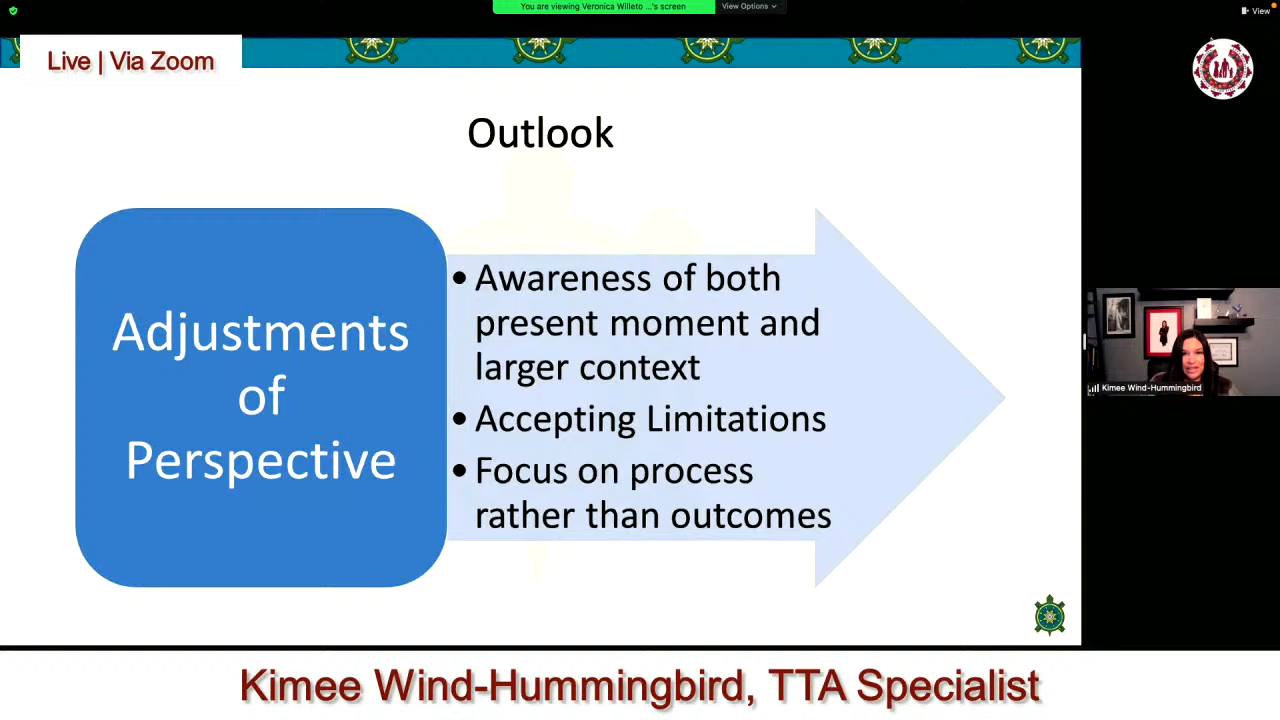 You are viewing Veronica Willeto ...'s screen
View Options
View
Live | Via Zoom
Outlook
Adjustments
of
Perspective
• Awareness of both
present moment and
larger context
• Accepting Limitations
• Focus on process
rather than outcomes
Kimee Wind-Hummingbird
Kimee Wind-Hummingbird, TTA Specialist